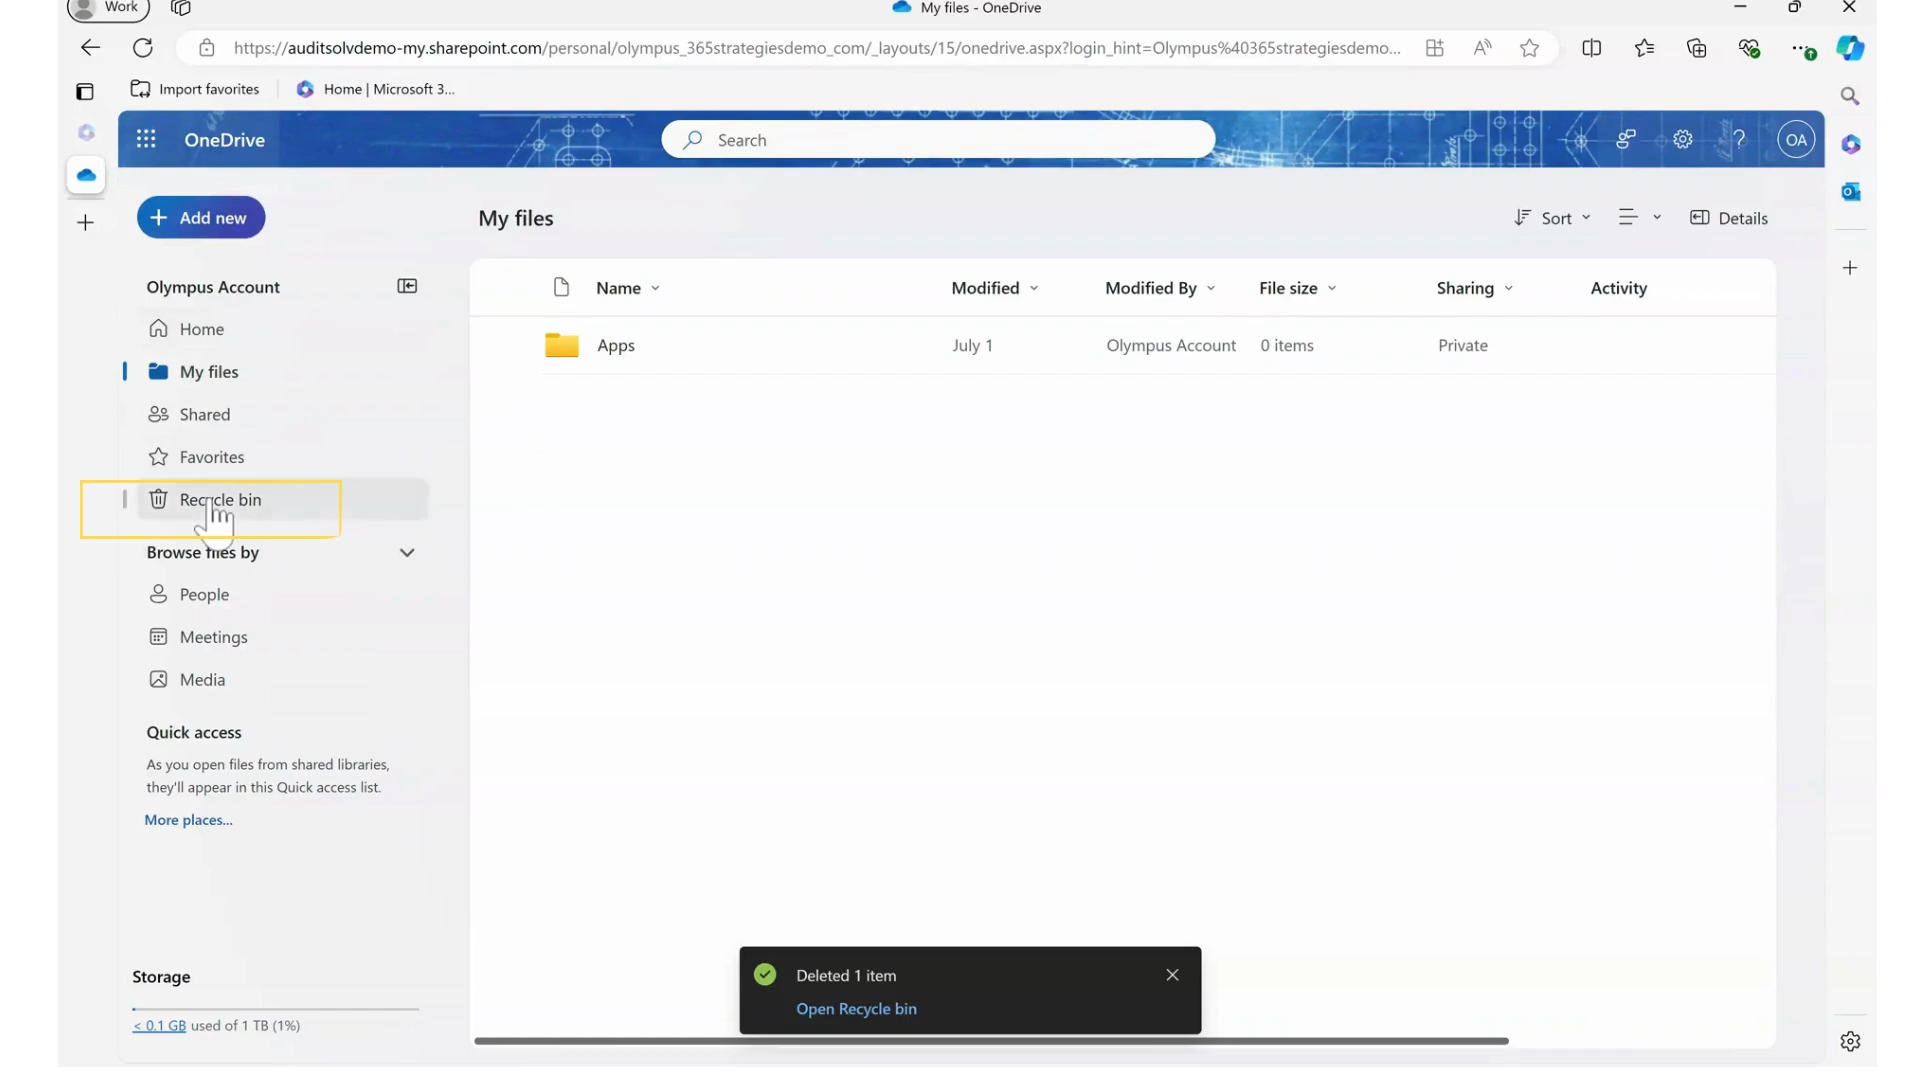 Work
My files - OneDrive
https://auditsolvdemo-my.sharepoint.com/personal/olympus_365strategiesdemo_com/_layouts/15/onedrive.aspx?login_hint=Olympus%40365strategiesdemo...
Import favorites
Home | Microsoft 3...
OneDrive
Search
OA
Add new
My files
Sort
Details
Olympus Account
Name
Modified
Modified By
File size
Sharing
Activity
Home
Apps
July 1
Olympus Account
0 items
Private
My files
Shared
Favorites
Recycle bin
Browse files by
People
Meetings
Media
Quick access
As you open files from shared libraries,
they'll appear in this Quick access list.
More places...
Storage
< 0.1 GB used of 1 TB (1%)
Deleted 1 item
Open Recycle bin